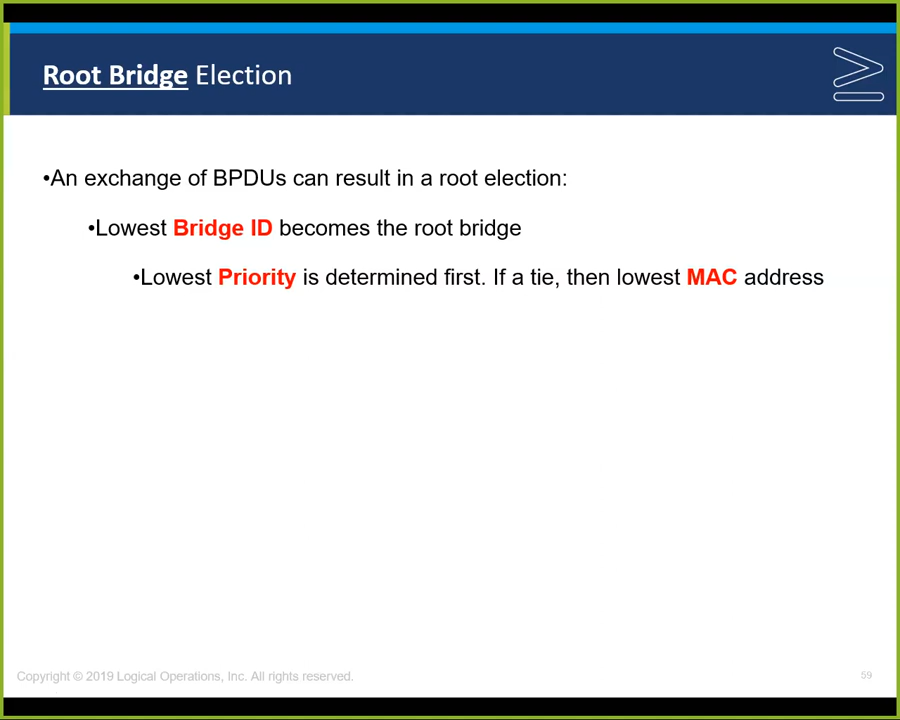 Root Bridge Election
•An exchange of BPDUs can result in a root election:
•Lowest Bridge ID becomes the root bridge
•Lowest Priority is determined first. If a tie, then lowest MAC address
Copyright © 2019 Logical Operations, Inc. All rights reserved.
59